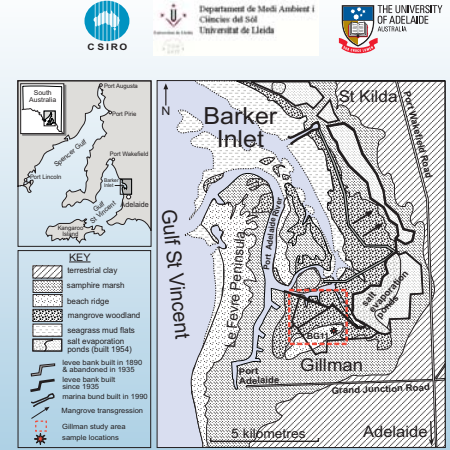 CSIRO
Departament de Medi Ambient i
Ciències del Sòl
Universitat de Lleida
Universitat de Lleida
THE UNIVERSITY
OF ADELAIDE
AUSTRALIA
South
Australia
Port Augusta
Port Pirie
Spencer Gulf
Port Wakefield
Port Lincoln
Barker
Inlet
Adelaide
Gulf
St Vincent
Kangaroo
Island
KEY
terrestrial clay
samphire marsh
beach ridge
mangrove woodland
seagrass mud flats
salt evaporation
ponds (built 1954)
levee bank built in 1890
& abandoned in 1935
levee bank built
since 1935
marina bund built in 1990
Mangrove transgression
Gillman study area
sample locations
N
St Kilda
Barker
Inlet
Port Wakefield Road
Gulf St Vincent
Le Fevre Peninsula
Port Adelaide River
salt
evaporation
ponds
BG11
Gillman
Port
Adelaide
Grand Junction Road
5 kilometres
Adelaide